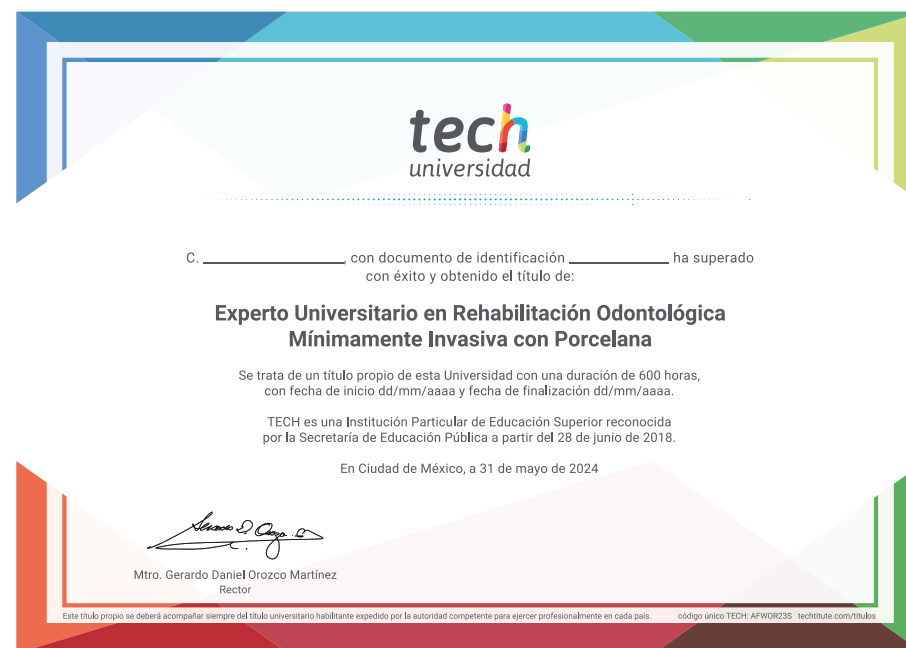 tech
universidad
C. ____________, con documento de identificación ____________ ha superado
con éxito y obtenido el título de:
Experto Universitario en Rehabilitación Odontológica
Mínimamente Invasiva con Porcelana
Se trata de un título propio de esta Universidad con una duración de 600 horas,
con fecha de inicio dd/mm/aaaa y fecha de finalización dd/mm/aaaa.
TECH es una Institución Particular de Educación Superior reconocida
por la Secretaría de Educación Pública a partir del 28 de junio de 2018.
En Ciudad de México, a 31 de mayo de 2024
Mtro. Gerardo Daniel Orozco Martínez
Rector
Este título propio se deberá acompañar siempre del título universitario habilitante expedido por la autoridad competente para ejercer profesionalmente en cada país. código único TECH: AFWOR23S techtitute.com/titulos